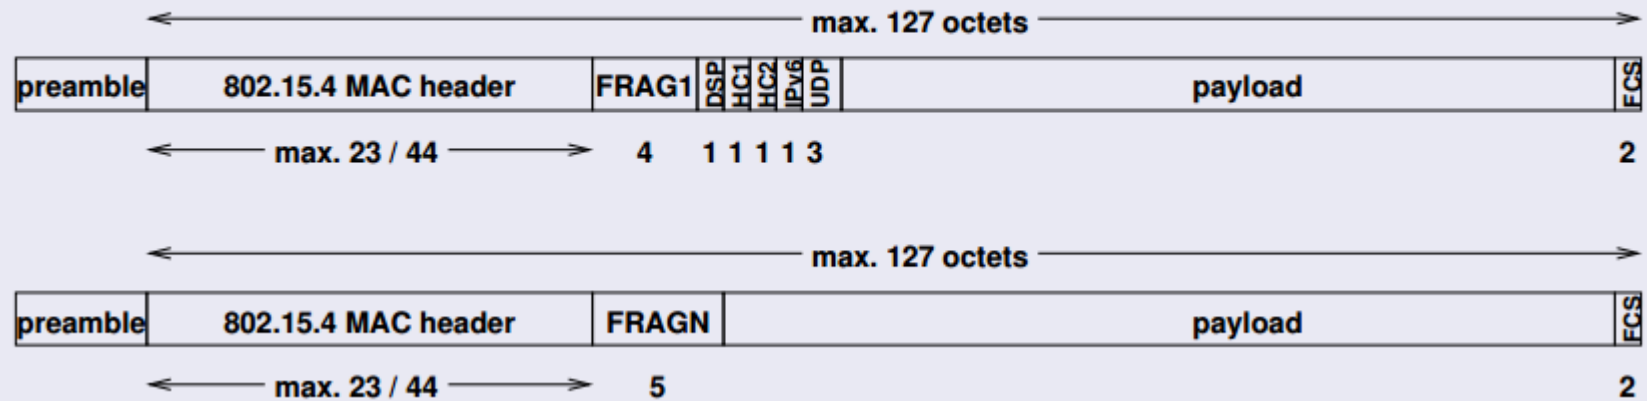 max. 127 octets
preamble 802.15.4 MAC header FRAG1 DSP HC1 HC2 IPv6 UDP payload FCS
max. 23 / 44 4 1 1 1 1 3 2
max. 127 octets
preamble 802.15.4 MAC header FRAGN payload FCS
max. 23 / 44 5 2